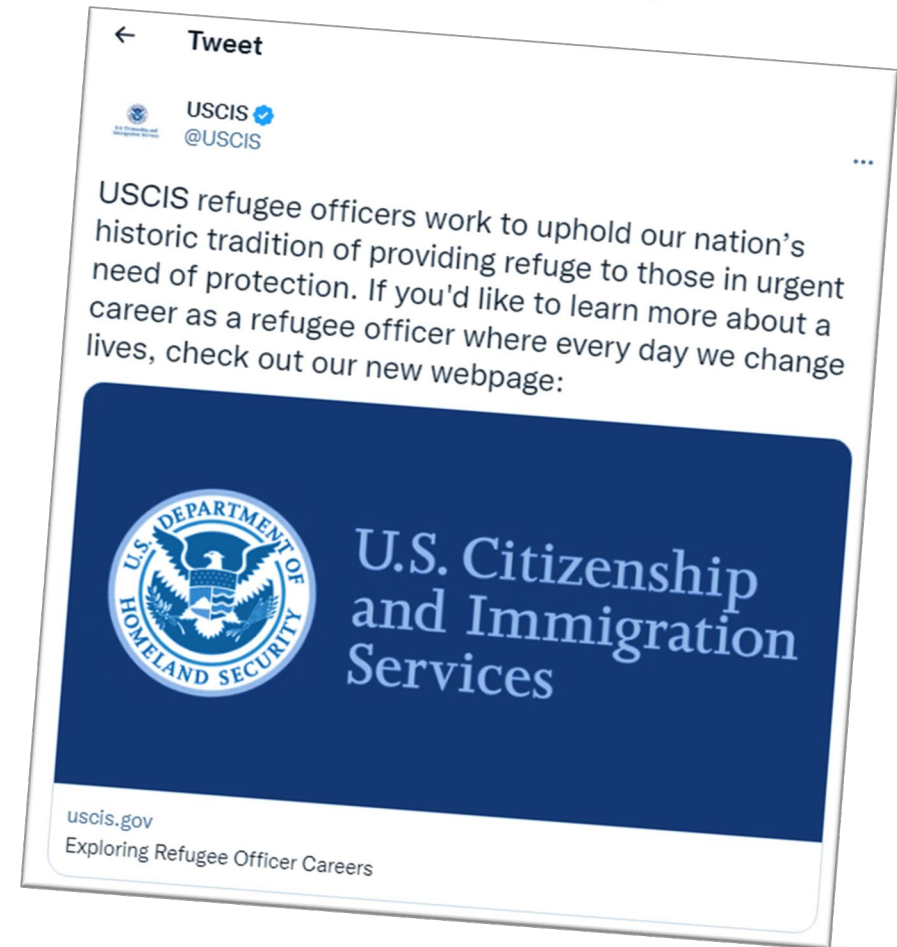 ← Tweet
USCIS
@USCIS
...
USCIS refugee officers work to uphold our nation’s
historic tradition of providing refuge to those in urgent
need of protection. If you'd like to learn more about a
career as a refugee officer where every day we change
lives, check out our new webpage:
U.S. DEPARTMENT OF
HOMELAND SECURITY
U.S. Citizenship
and Immigration
Services
uscis.gov
Exploring Refugee Officer Careers